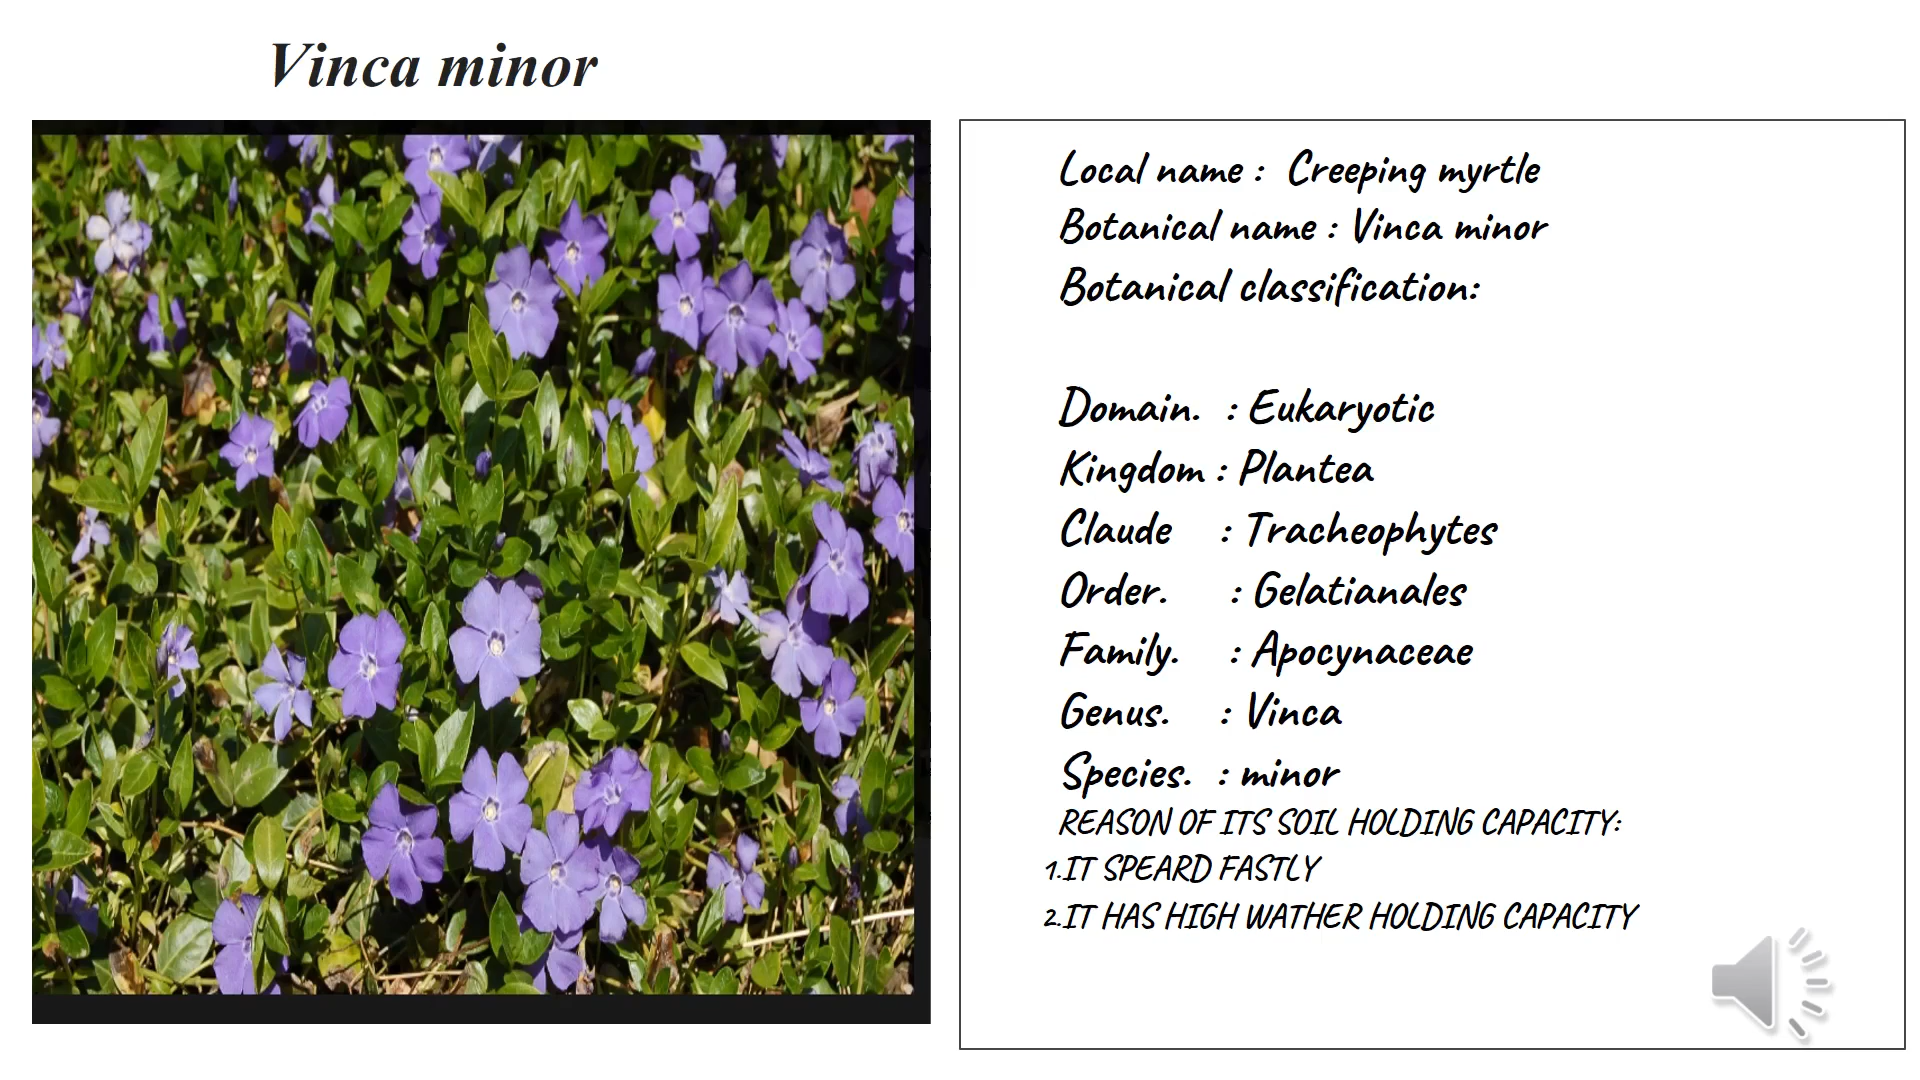 Vinca minor
Local name : Creeping myrtle
Botanical name : Vinca minor
Botanical classification:
Domain. : Eukaryotic
Kingdom : Plantea
Claude : Tracheophytes
Order. : Gelatianales
Family. : Apocynaceae
Genus. : Vinca
Species. : minor
REASON OF ITS SOIL HOLDING CAPACITY:
1.IT SPEARD FASTLY
2.IT HAS HIGH WATHER HOLDING CAPACITY